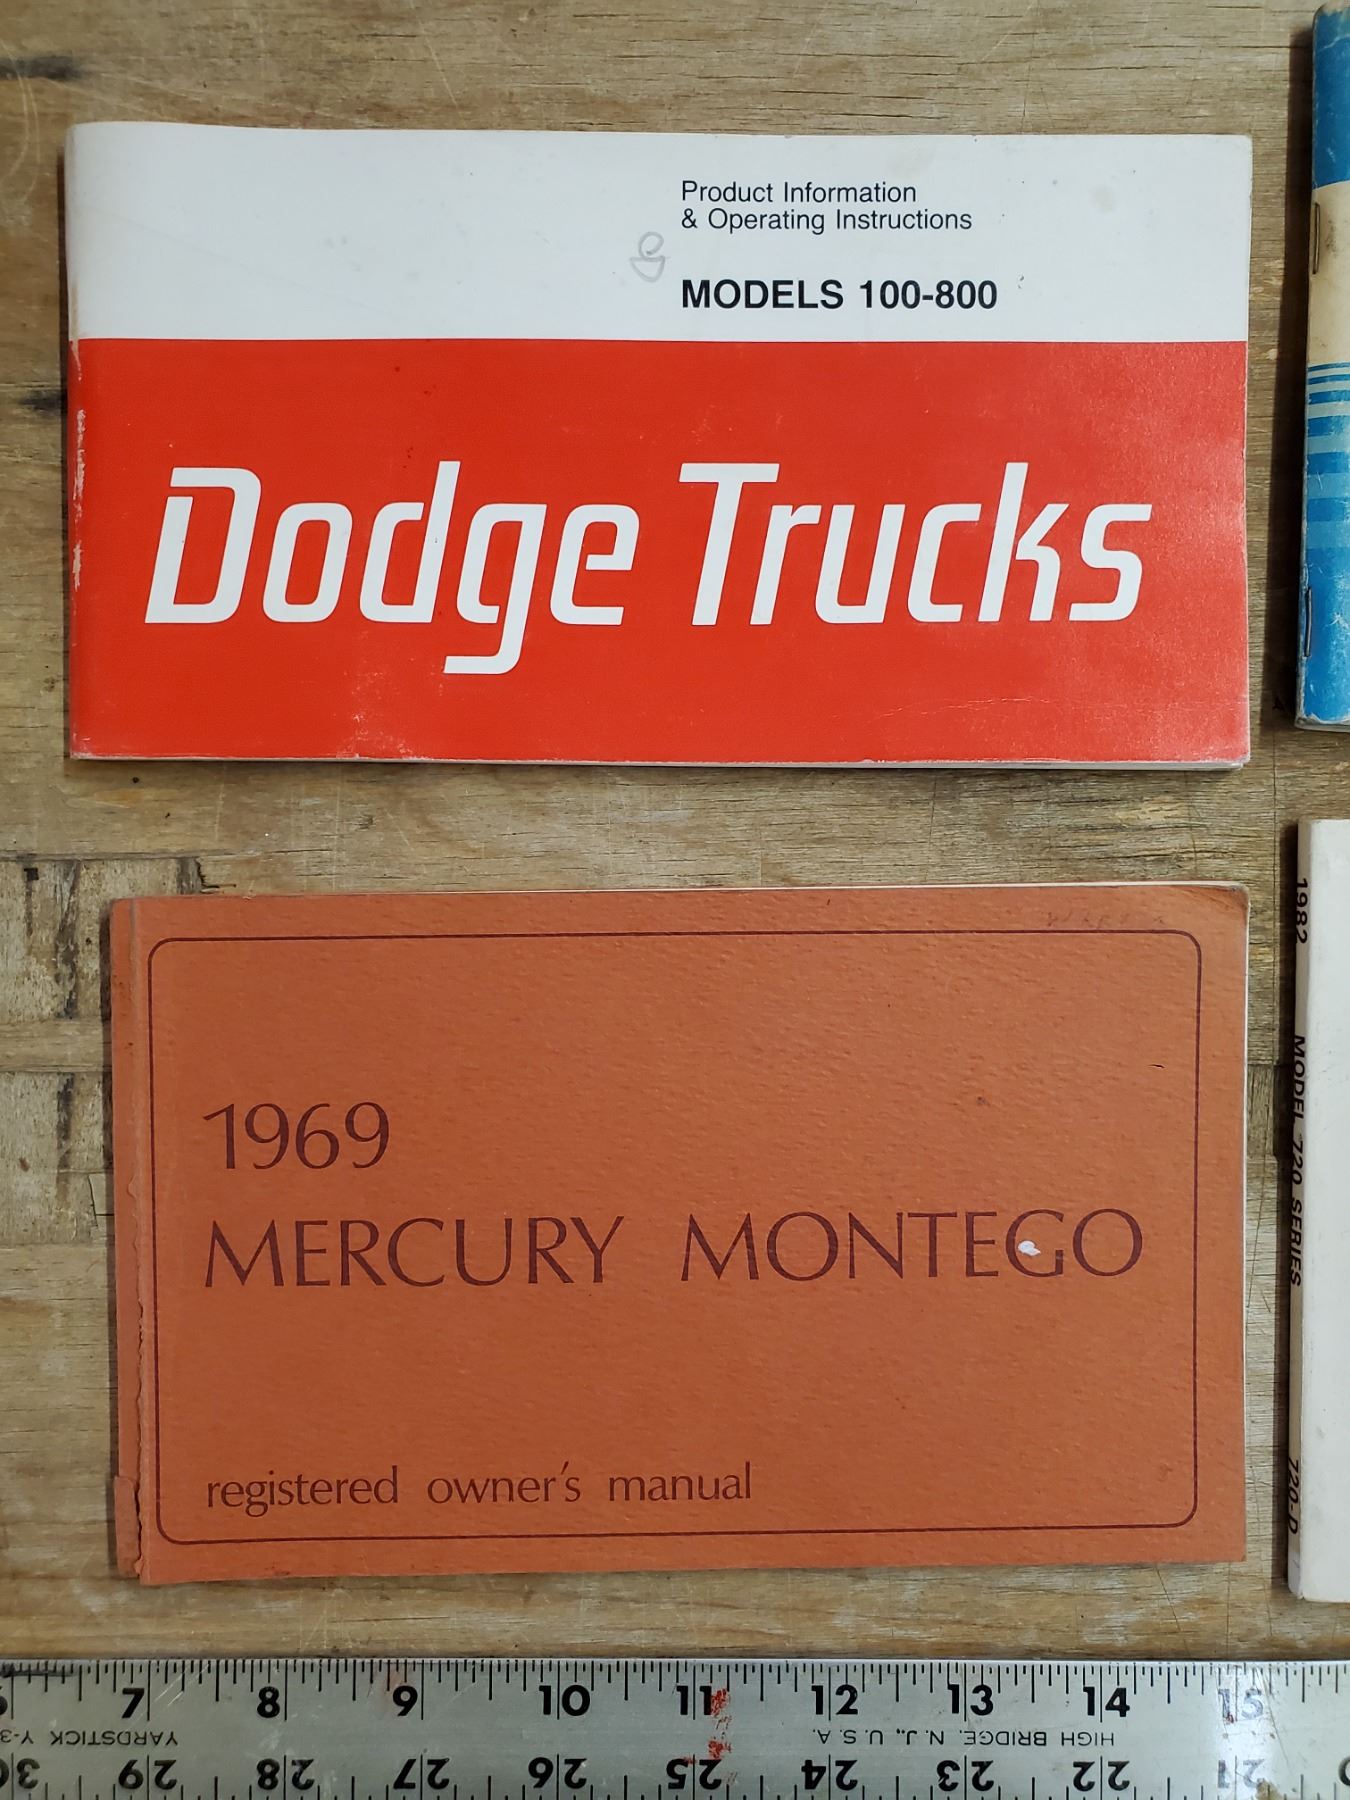 Product Information
& Operating Instructions
MODELS 100-800
Dodge Trucks
1969
MERCURY MONTEGO
registered owner's manual
1982 MODEL 720 SERIES 720-D
7 8 9 10 11 12 13 14 15
YARDSTICK HIGH BRIDGE, N.J., U.S.A.
29 28 27 26 25 24 23 22 21